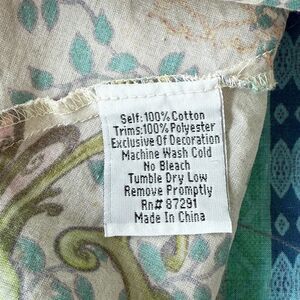 Self:100% Cotton
Trims:100% Polyester
Exclusive Of Decoration
Machine Wash Cold
No Bleach
Tumble Dry Low
Remove Promptly
Rn# 87291
Made In China